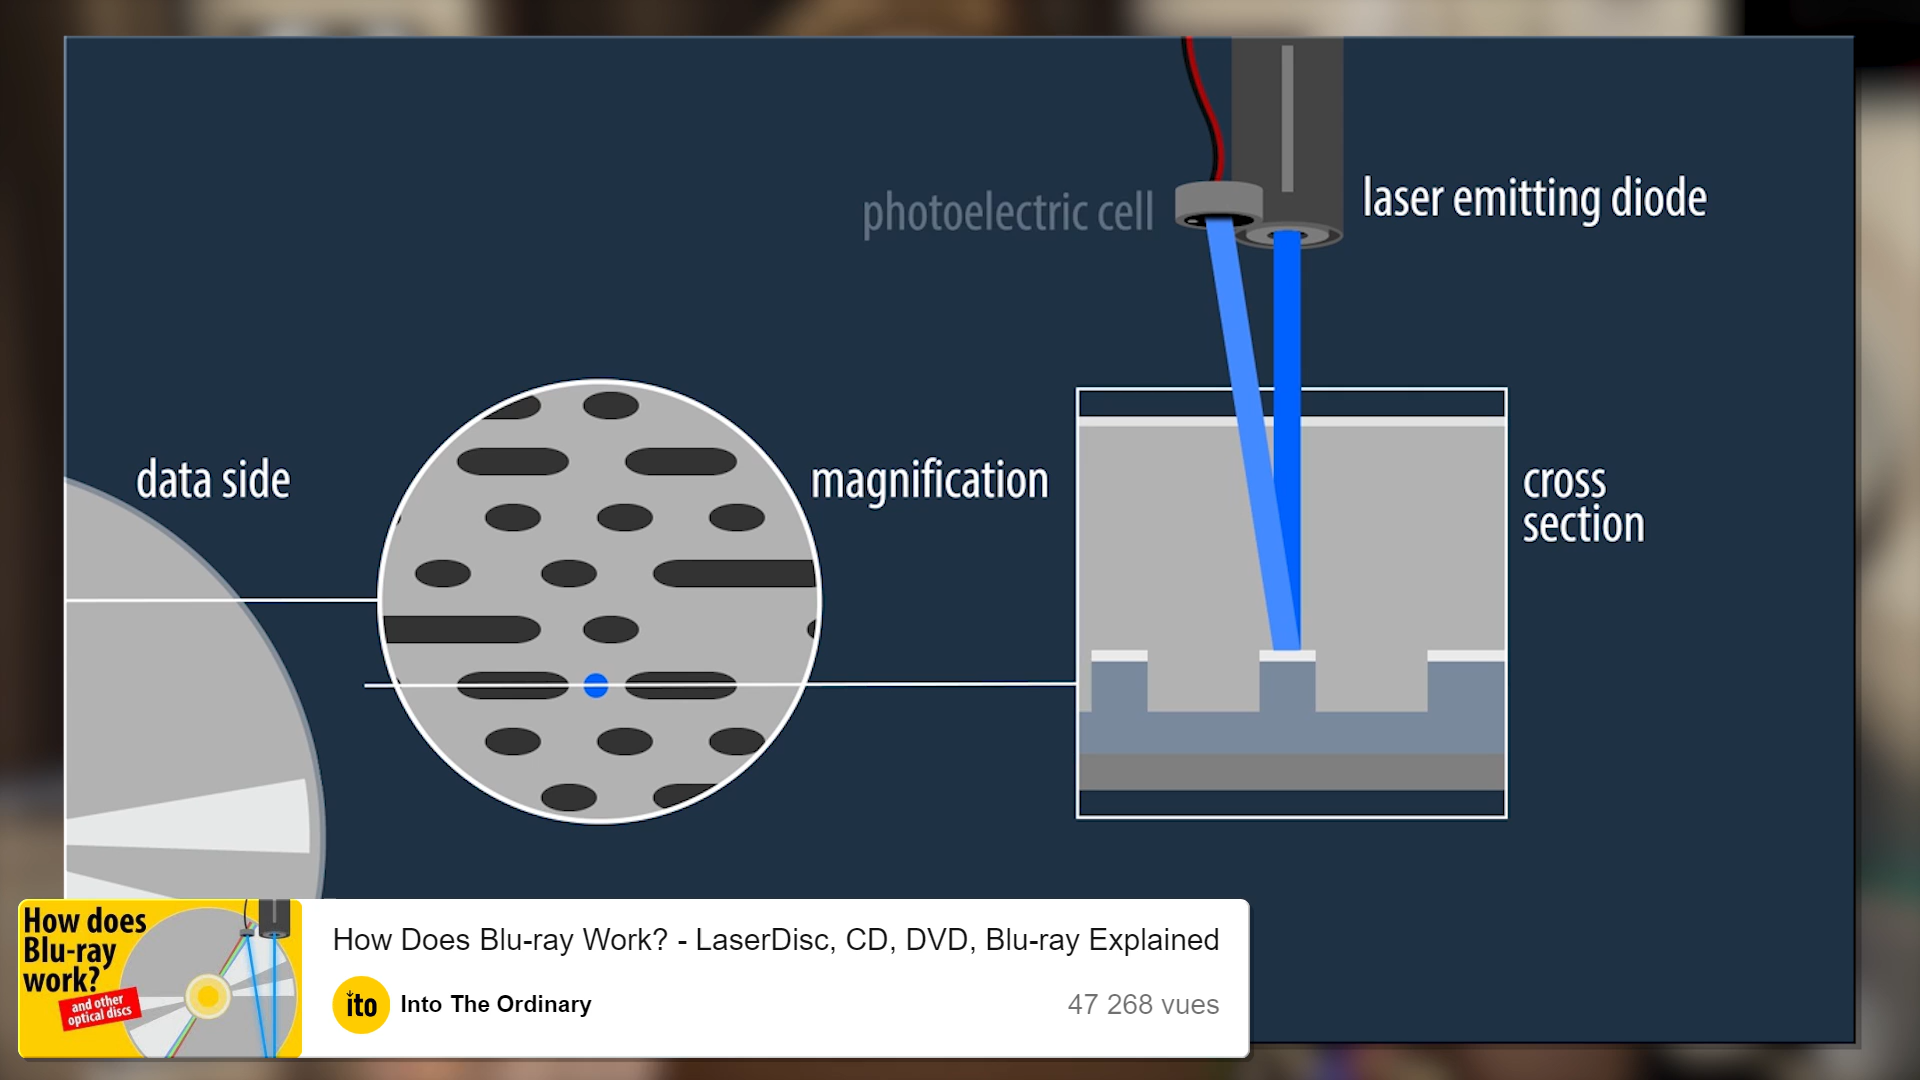 photoelectric cell
laser emitting diode
data side
magnification
cross
section
How does
Blu-ray
work?
and other
optical discs
How Does Blu-ray Work? - LaserDisc, CD, DVD, Blu-ray Explained
ito
Into The Ordinary
47 268 vues